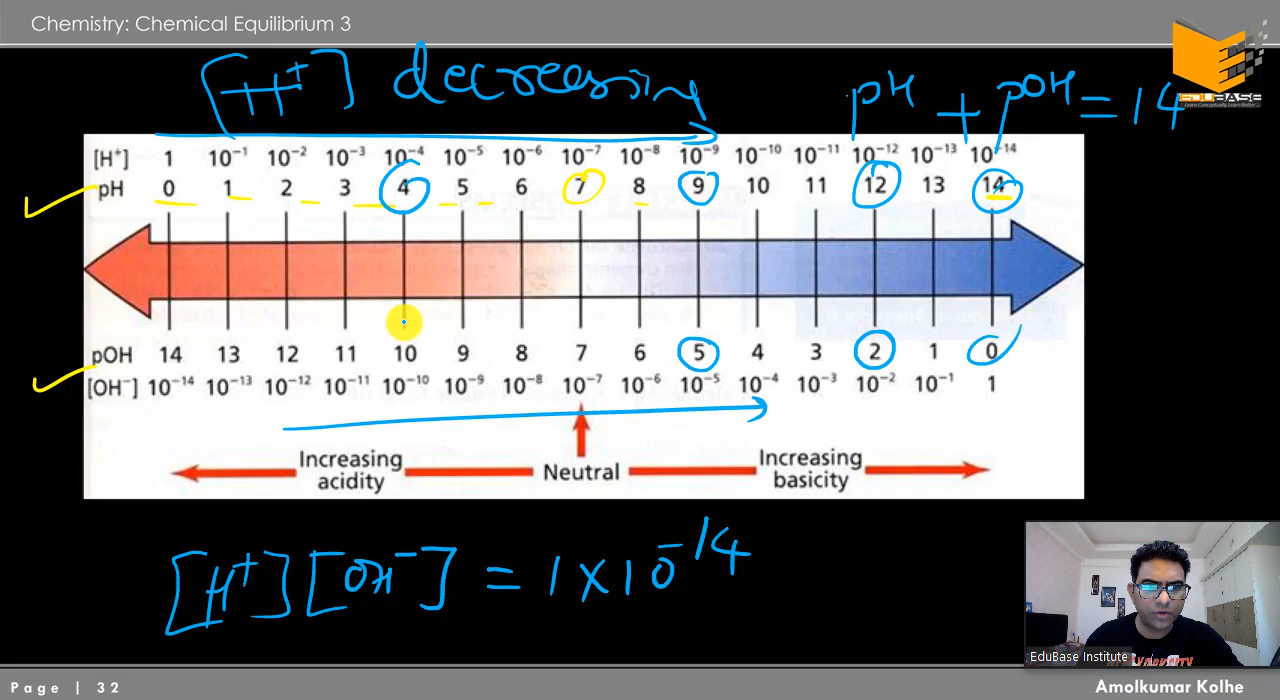 Chemistry: Chemical Equilibrium 3
[H⁺] decreasing
pH + pOH = 14
EDUBASE
Learn Conceptually, Learn Better...
[H⁺] 1 10⁻¹ 10⁻² 10⁻³ 10⁻⁴ 10⁻⁵ 10⁻⁶ 10⁻⁷ 10⁻⁸ 10⁻⁹ 10⁻¹⁰ 10⁻¹¹ 10⁻¹² 10⁻¹³ 10⁻¹⁴
pH 0 1 2 3 4 5 6 7 8 9 10 11 12 13 14
pOH 14 13 12 11 10 9 8 7 6 5 4 3 2 1 0
[OH⁻] 10⁻¹⁴ 10⁻¹³ 10⁻¹² 10⁻¹¹ 10⁻¹⁰ 10⁻⁹ 10⁻⁸ 10⁻⁷ 10⁻⁶ 10⁻⁵ 10⁻⁴ 10⁻³ 10⁻² 10⁻¹ 1
Increasing
acidity
Neutral
Increasing
basicity
[H⁺][OH⁻] = 1 × 10⁻¹⁴
EduBase Institute
Page | 32
Amolkumar Kolhe